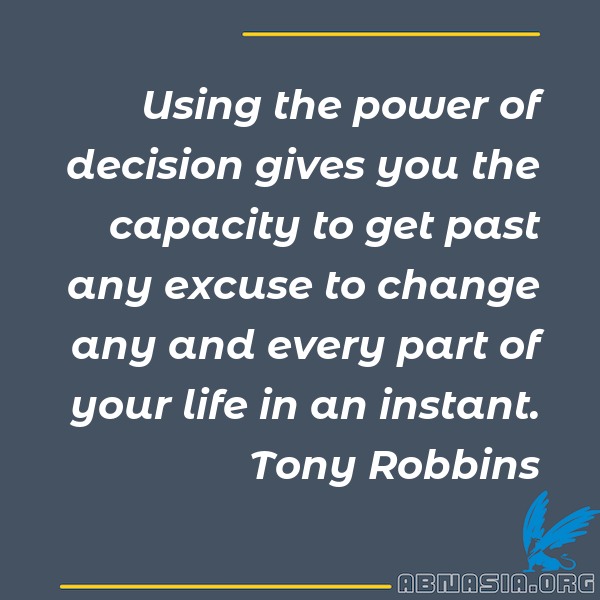 Using the power of
decision gives you the
capacity to get past
any excuse to change
any and every part of
your life in an instant.
Tony Robbins
ABNASIA.ORG